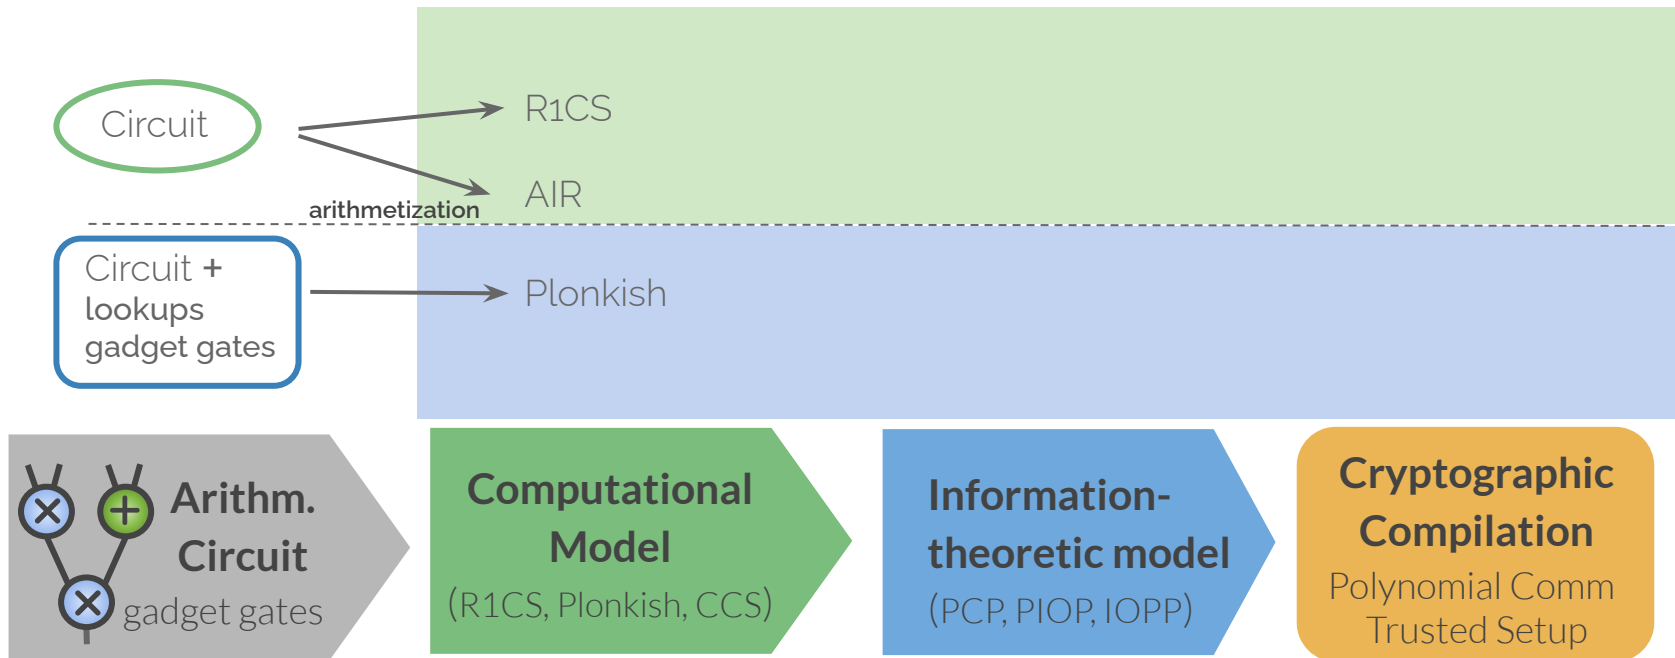 Circuit
R1CS
AIR
arithmetization
Circuit +
lookups
gadget gates
Plonkish
Arithm.
Circuit
gadget gates
Computational
Model
(R1CS, Plonkish, CCS)
Information-
theoretic model
(PCP, PIOP, IOPP)
Cryptographic
Compilation
Polynomial Comm
Trusted Setup